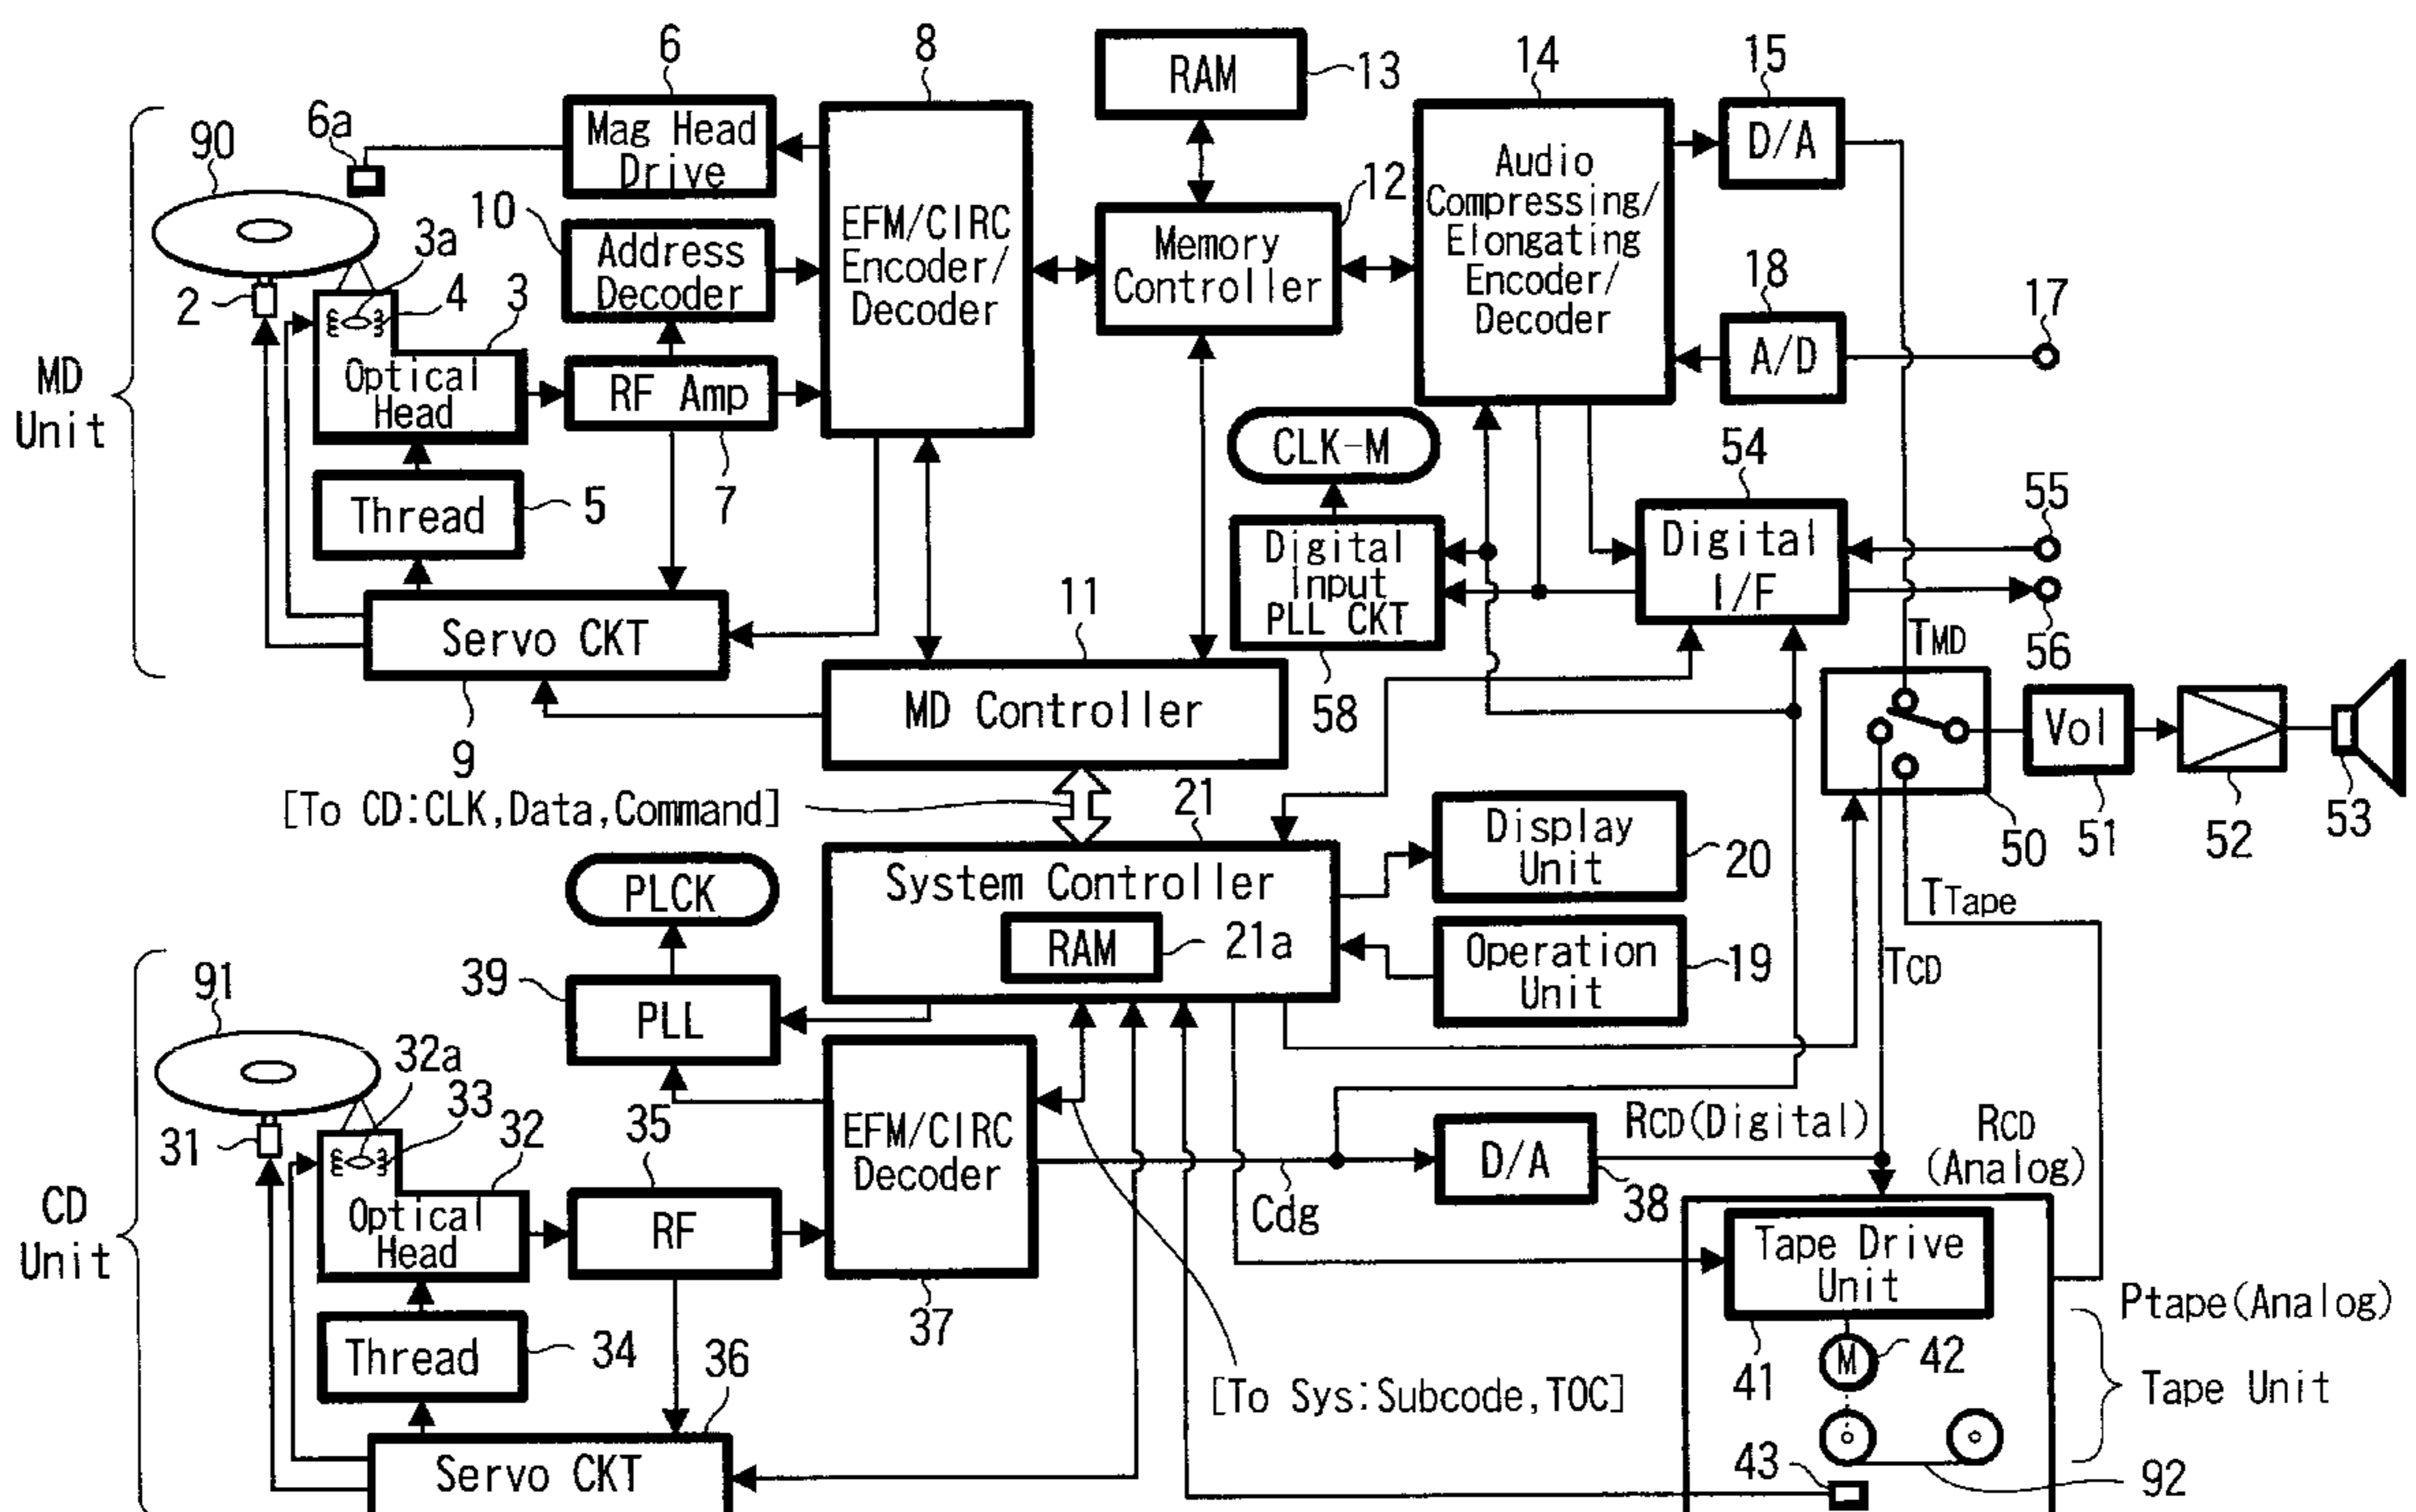 6
8
RAM
13
14
15
6a
Mag Head
Drive
D/A
90
Audio
Compressing/
Elongating
Encoder/
Decoder
12
10
Address
Decoder
EFM/CIRC
Encoder/
Decoder
Memory
Controller
3a
4
3
2
18
17
A/D
MD
Unit
Optical
Head
RF Amp
CLK-M
54
Thread
5
7
55
Digital
I/F
Digital
Input
PLL CKT
11
56
TMD
Servo CKT
58
MD Controller
9
Vol
[To CD:CLK,Data,Command]
21
50
51
52
53
Display
Unit
20
System Controller
PLCK
TTape
RAM
21a
Operation
Unit
19
TCD
39
PLL
91
32a
33
32
31
35
EFM/CIRC
Decoder
RCD(Digital)
RCD
(Analog)
D/A
38
Cdg
CD
Unit
Optical
Head
RF
Tape Drive
Unit
Ptape(Analog)
37
Thread
34
36
41
M
42
[To Sys:Subcode,TOC]
Tape Unit
Servo CKT
43
92